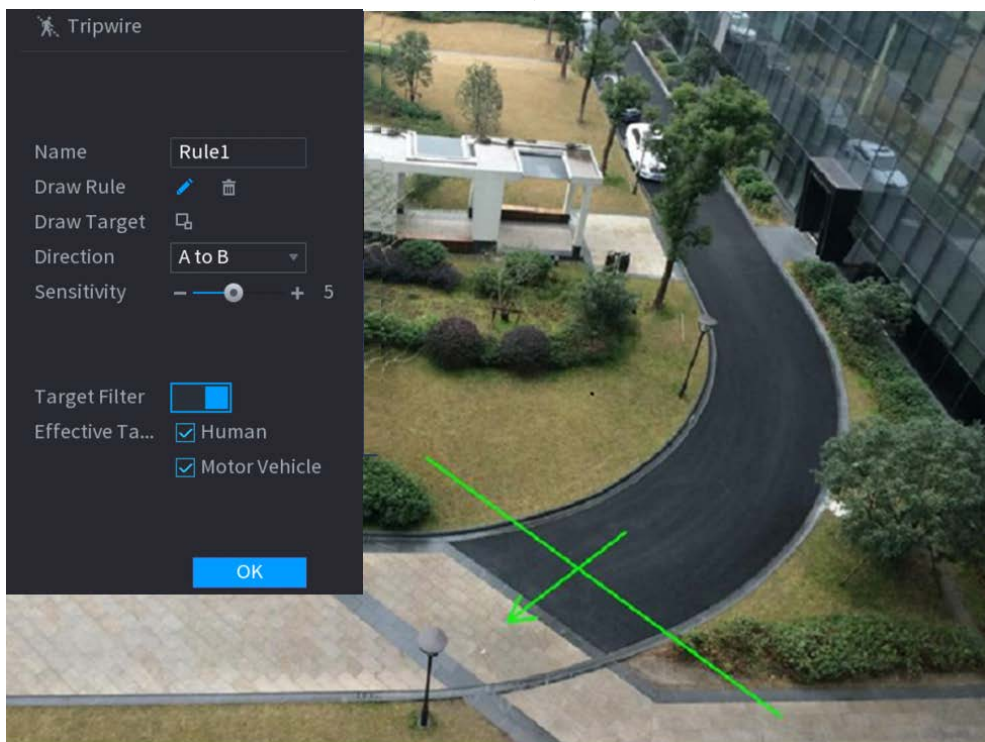 Tripwire
Name Rule1
Draw Rule
Draw Target
Direction A to B
Sensitivity - + 5
Target Filter
Effective Ta... Human
Motor Vehicle
OK